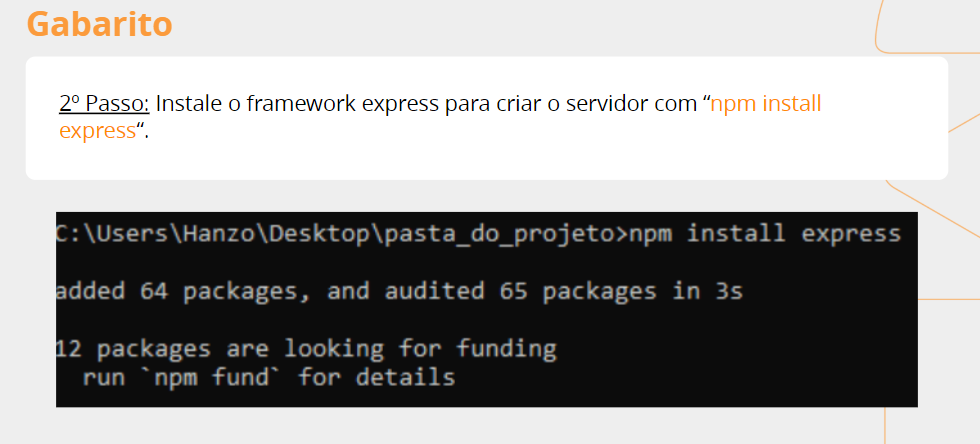 Gabarito
2º Passo: Instale o framework express para criar o servidor com “npm install
express“.
C:\Users\Hanzo\Desktop\pasta_do_projeto>npm install express
added 64 packages, and audited 65 packages in 3s
12 packages are looking for funding
  run `npm fund` for details